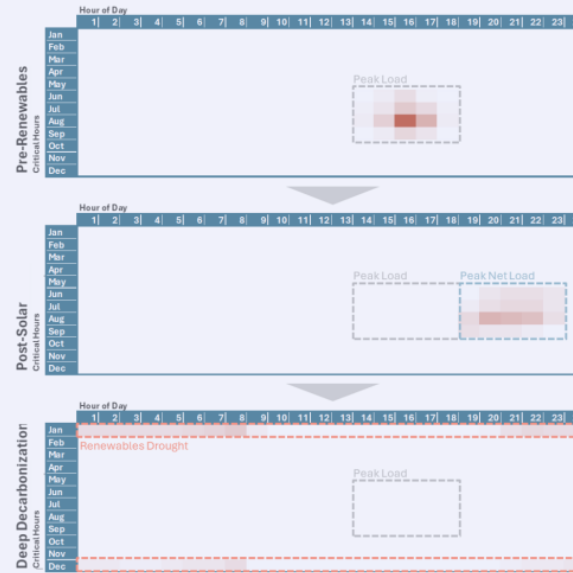 Hour of Day
1 2 3 4 5 6 7 8 9 10 11 12 13 14 15 16 17 18 19 20 21 22 23
Pre-Renewables
Critical Hours
Jan
Feb
Mar
Apr
May
Jun
Jul
Aug
Sep
Oct
Nov
Dec
Peak Load
Hour of Day
1 2 3 4 5 6 7 8 9 10 11 12 13 14 15 16 17 18 19 20 21 22 23
Post-Solar
Critical Hours
Jan
Feb
Mar
Apr
May
Jun
Jul
Aug
Sep
Oct
Nov
Dec
Peak Load
Peak Net Load
Hour of Day
1 2 3 4 5 6 7 8 9 10 11 12 13 14 15 16 17 18 19 20 21 22 23
Deep Decarbonization
Critical Hours
Jan
Feb
Mar
Apr
May
Jun
Jul
Aug
Sep
Oct
Nov
Dec
Renewables Drought
Peak Load